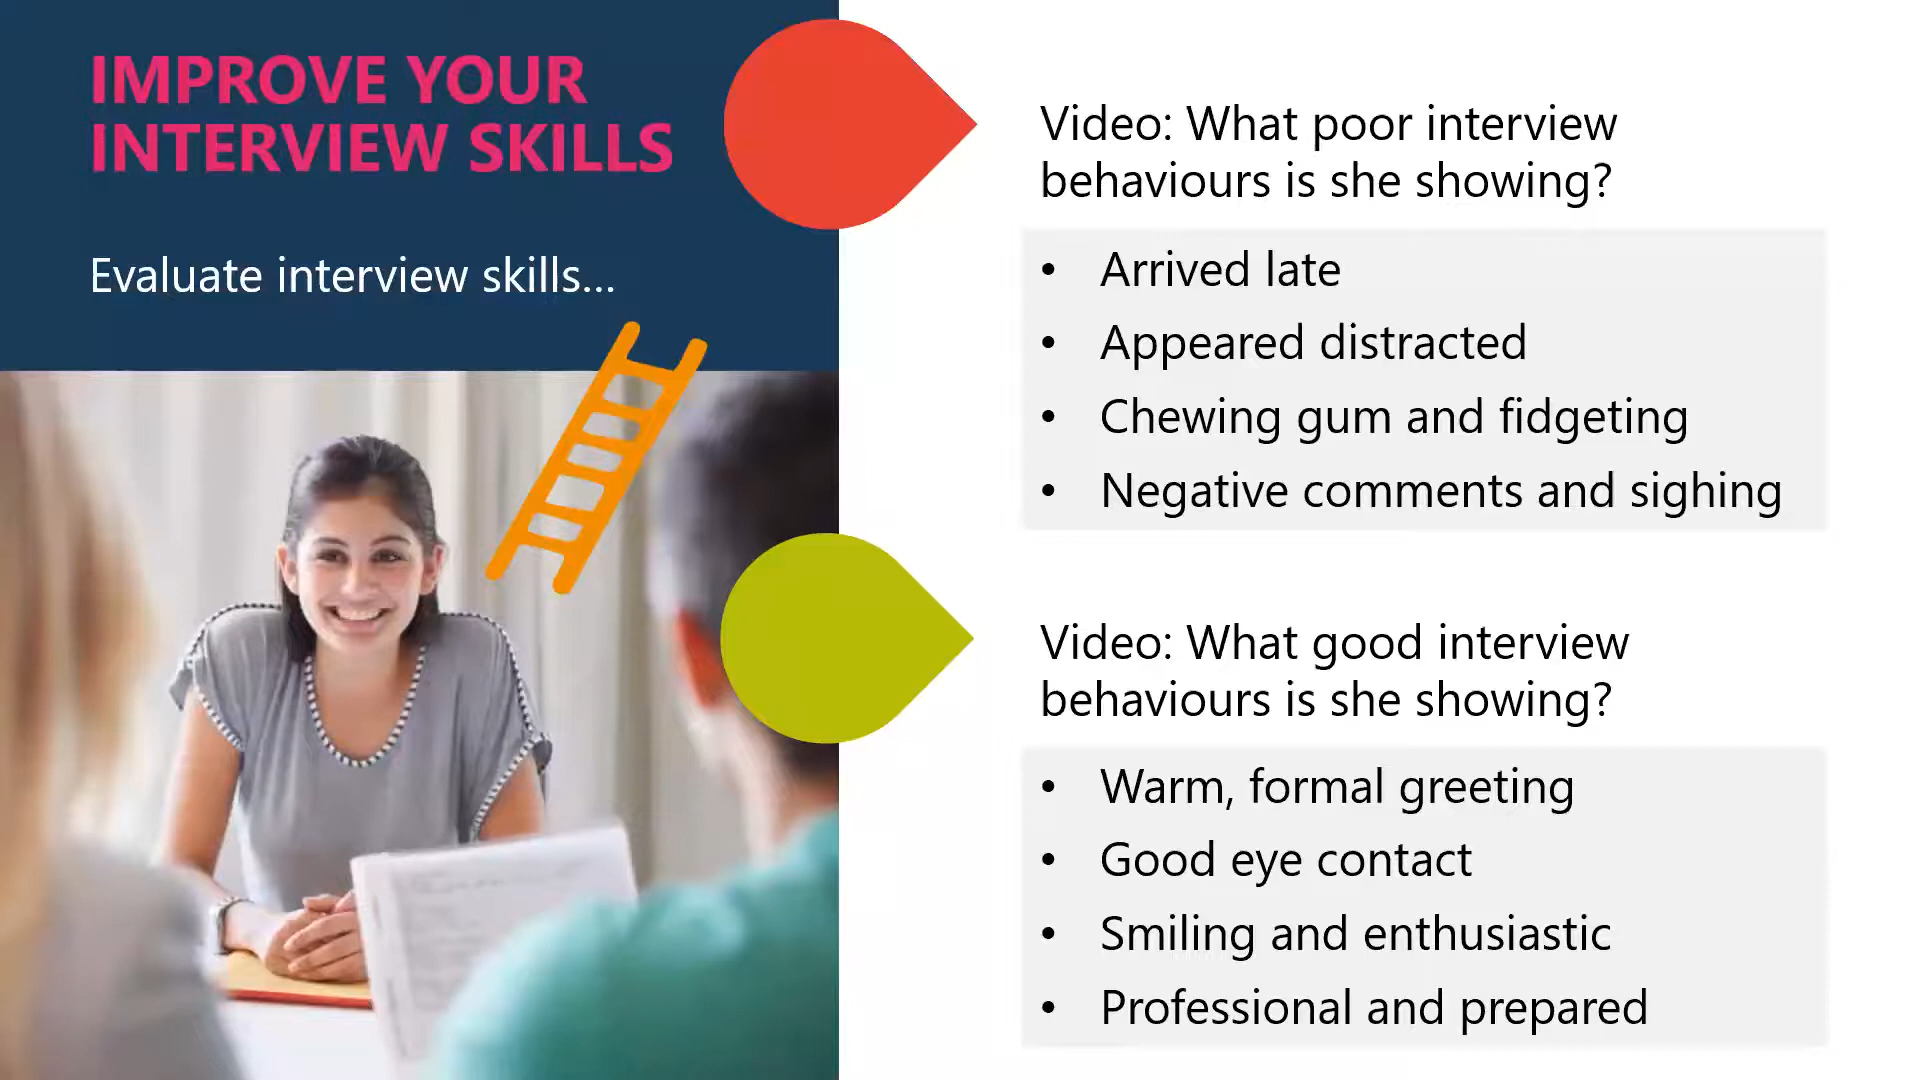 IMPROVE YOUR
INTERVIEW SKILLS
Evaluate interview skills...
Video: What poor interview
behaviours is she showing?
• Arrived late
• Appeared distracted
• Chewing gum and fidgeting
• Negative comments and sighing
Video: What good interview
behaviours is she showing?
• Warm, formal greeting
• Good eye contact
• Smiling and enthusiastic
• Professional and prepared